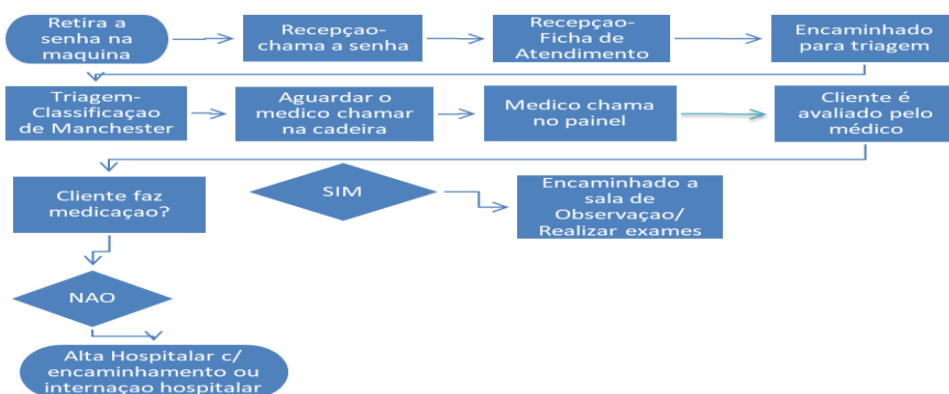 Retira a
senha na
maquina
Recepçao-
chama a senha
Recepçao-
Ficha de
Atendimento
Encaminhado
para triagem
Triagem-
Classificaçao
de Manchester
Aguardar o
medico chamar
na cadeira
Medico chama
no painel
Cliente é
avaliado pelo
médico
Cliente faz
medicaçao?
SIM
Encaminhado a
sala de
Observaçao/
Realizar exames
NAO
Alta Hospitalar c/
encaminhamento ou
internaçao hospitalar